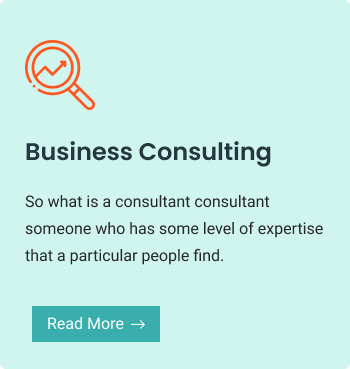 Business Consulting
So what is a consultant consultant
someone who has some level of expertise
that a particular people find.
Read More →